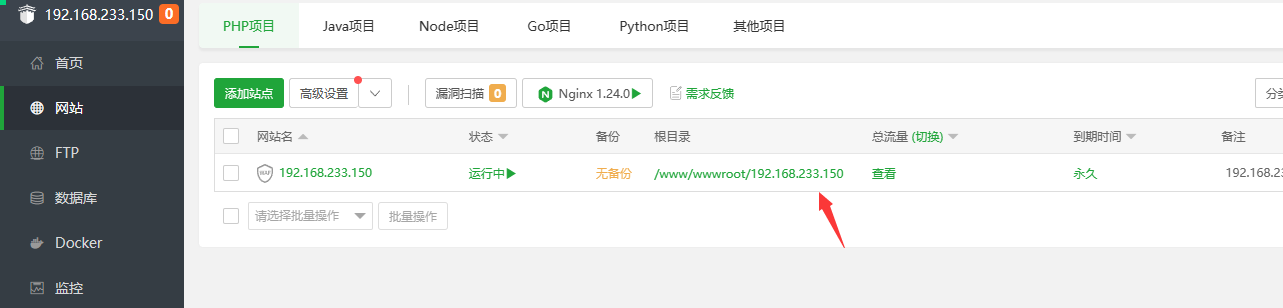 192.168.233.150 0
首页
网站
FTP
数据库
Docker
监控
PHP项目 Java项目 Node项目 Go项目 Python项目 其他项目
添加站点 高级设置 漏洞扫描 0 Nginx 1.24.0 需求反馈 分类
网站名 状态 备份 根目录 总流量 (切换) 到期时间 备注
192.168.233.150 运行中 无备份 /www/wwwroot/192.168.233.150 查看 永久 192.168.23
请选择批量操作 批量操作